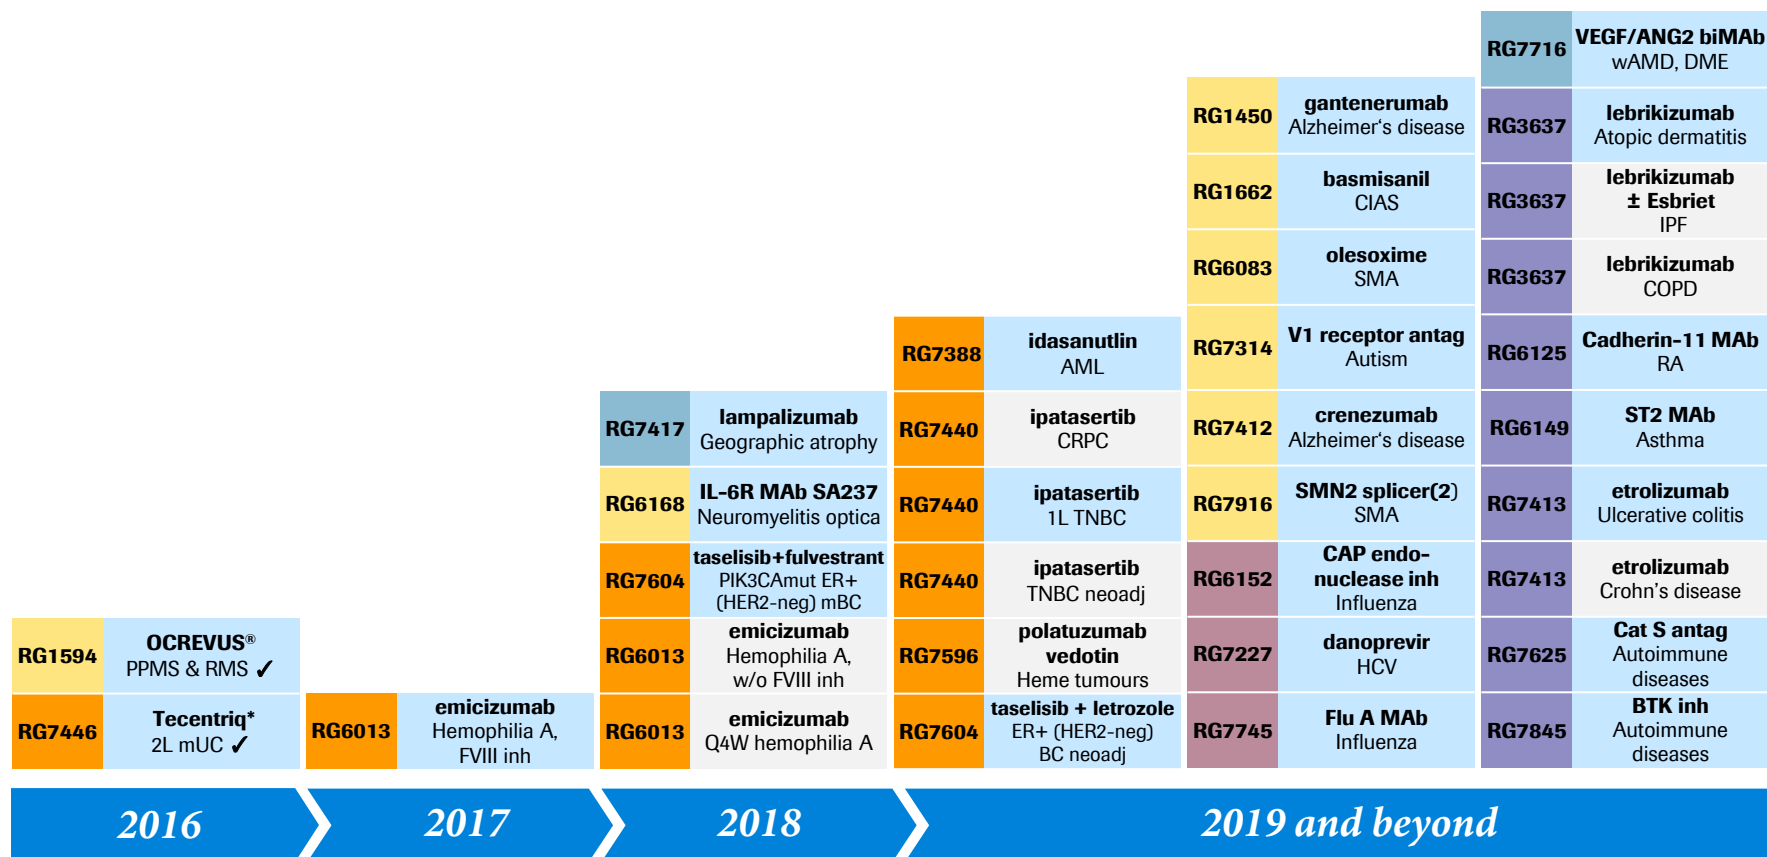 RG1594
OCREVUS®
PPMS & RMS ✓
RG7446
Tecentriq*
2L mUC ✓
RG6013
emicizumab
Hemophilia A,
FVIII inh
RG7417
lampalizumab
Geographic atrophy
RG6168
IL-6R MAb SA237
Neuromyelitis optica
RG7604
taselisib+fulvestrant
PIK3CAmut ER+
(HER2-neg) mBC
RG6013
emicizumab
Hemophilia A,
w/o FVIII inh
RG6013
emicizumab
Q4W hemophilia A
RG7388
idasanutlin
AML
RG7440
ipatasertib
CRPC
RG7440
ipatasertib
1L TNBC
RG7440
ipatasertib
TNBC neoadj
RG7596
polatuzumab
vedotin
Heme tumours
RG7604
taselisib + letrozole
ER+ (HER2-neg)
BC neoadj
RG1450
gantenerumab
Alzheimer‘s disease
RG1662
basmisanil
CIAS
RG6083
olesoxime
SMA
RG7314
V1 receptor antag
Autism
RG7412
crenezumab
Alzheimer‘s disease
RG7916
SMN2 splicer(2)
SMA
RG6152
CAP endo-
nuclease inh
Influenza
RG7227
danoprevir
HCV
RG7745
Flu A MAb
Influenza
RG7716
VEGF/ANG2 biMAb
wAMD, DME
RG3637
lebrikizumab
Atopic dermatitis
RG3637
lebrikizumab
± Esbriet
IPF
RG3637
lebrikizumab
COPD
RG6125
Cadherin-11 MAb
RA
RG6149
ST2 MAb
Asthma
RG7413
etrolizumab
Ulcerative colitis
RG7413
etrolizumab
Crohn’s disease
RG7625
Cat S antag
Autoimmune
diseases
RG7845
BTK inh
Autoimmune
diseases
2016
2017
2018
2019 and beyond